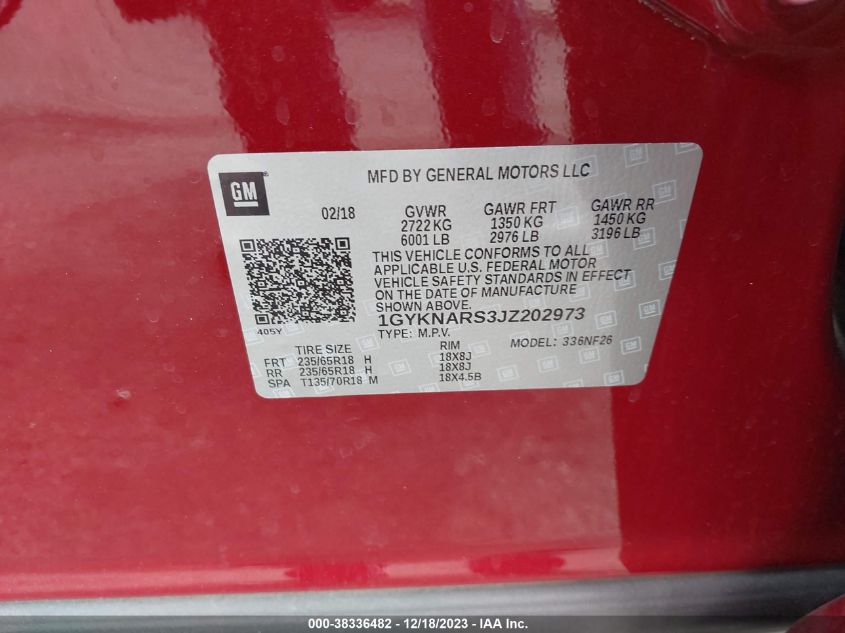 GM
MFD BY GENERAL MOTORS LLC
02/18 GVWR GAWR FRT GAWR RR
2722 KG 1350 KG 1450 KG
6001 LB 2976 LB 3196 LB
THIS VEHICLE CONFORMS TO ALL
APPLICABLE U.S. FEDERAL MOTOR
VEHICLE SAFETY STANDARDS IN EFFECT
ON THE DATE OF MANUFACTURE
SHOWN ABOVE.
405Y
1GYKNARS3JZ202973
TYPE: M.P.V. MODEL: 336NF26
TIRE SIZE RIM
FRT 235/65R18 H 18X8J
RR 235/65R18 H 18X8J
SPA T135/70R18 M 18X4.5B
000-38336482 - 12/18/2023 - IAA Inc.